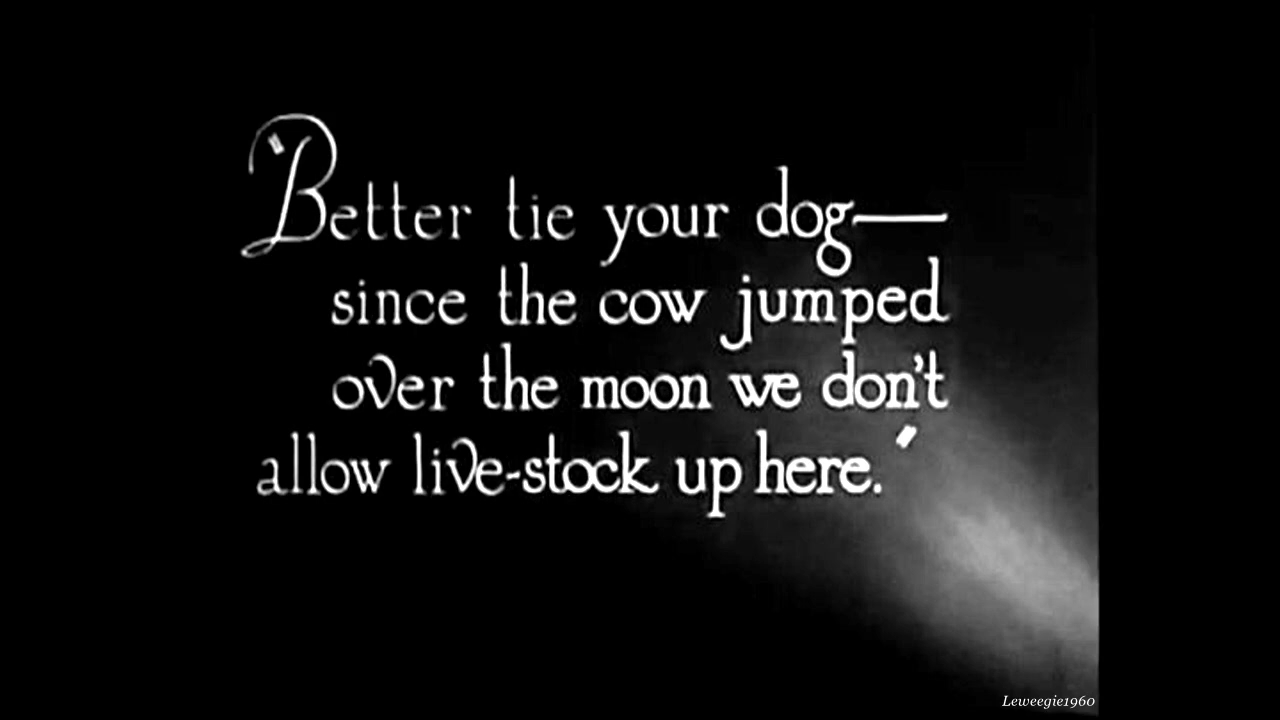 "Better tie your dog—
since the cow jumped
over the moon we don't
allow live-stock up here."
Leweegie1960